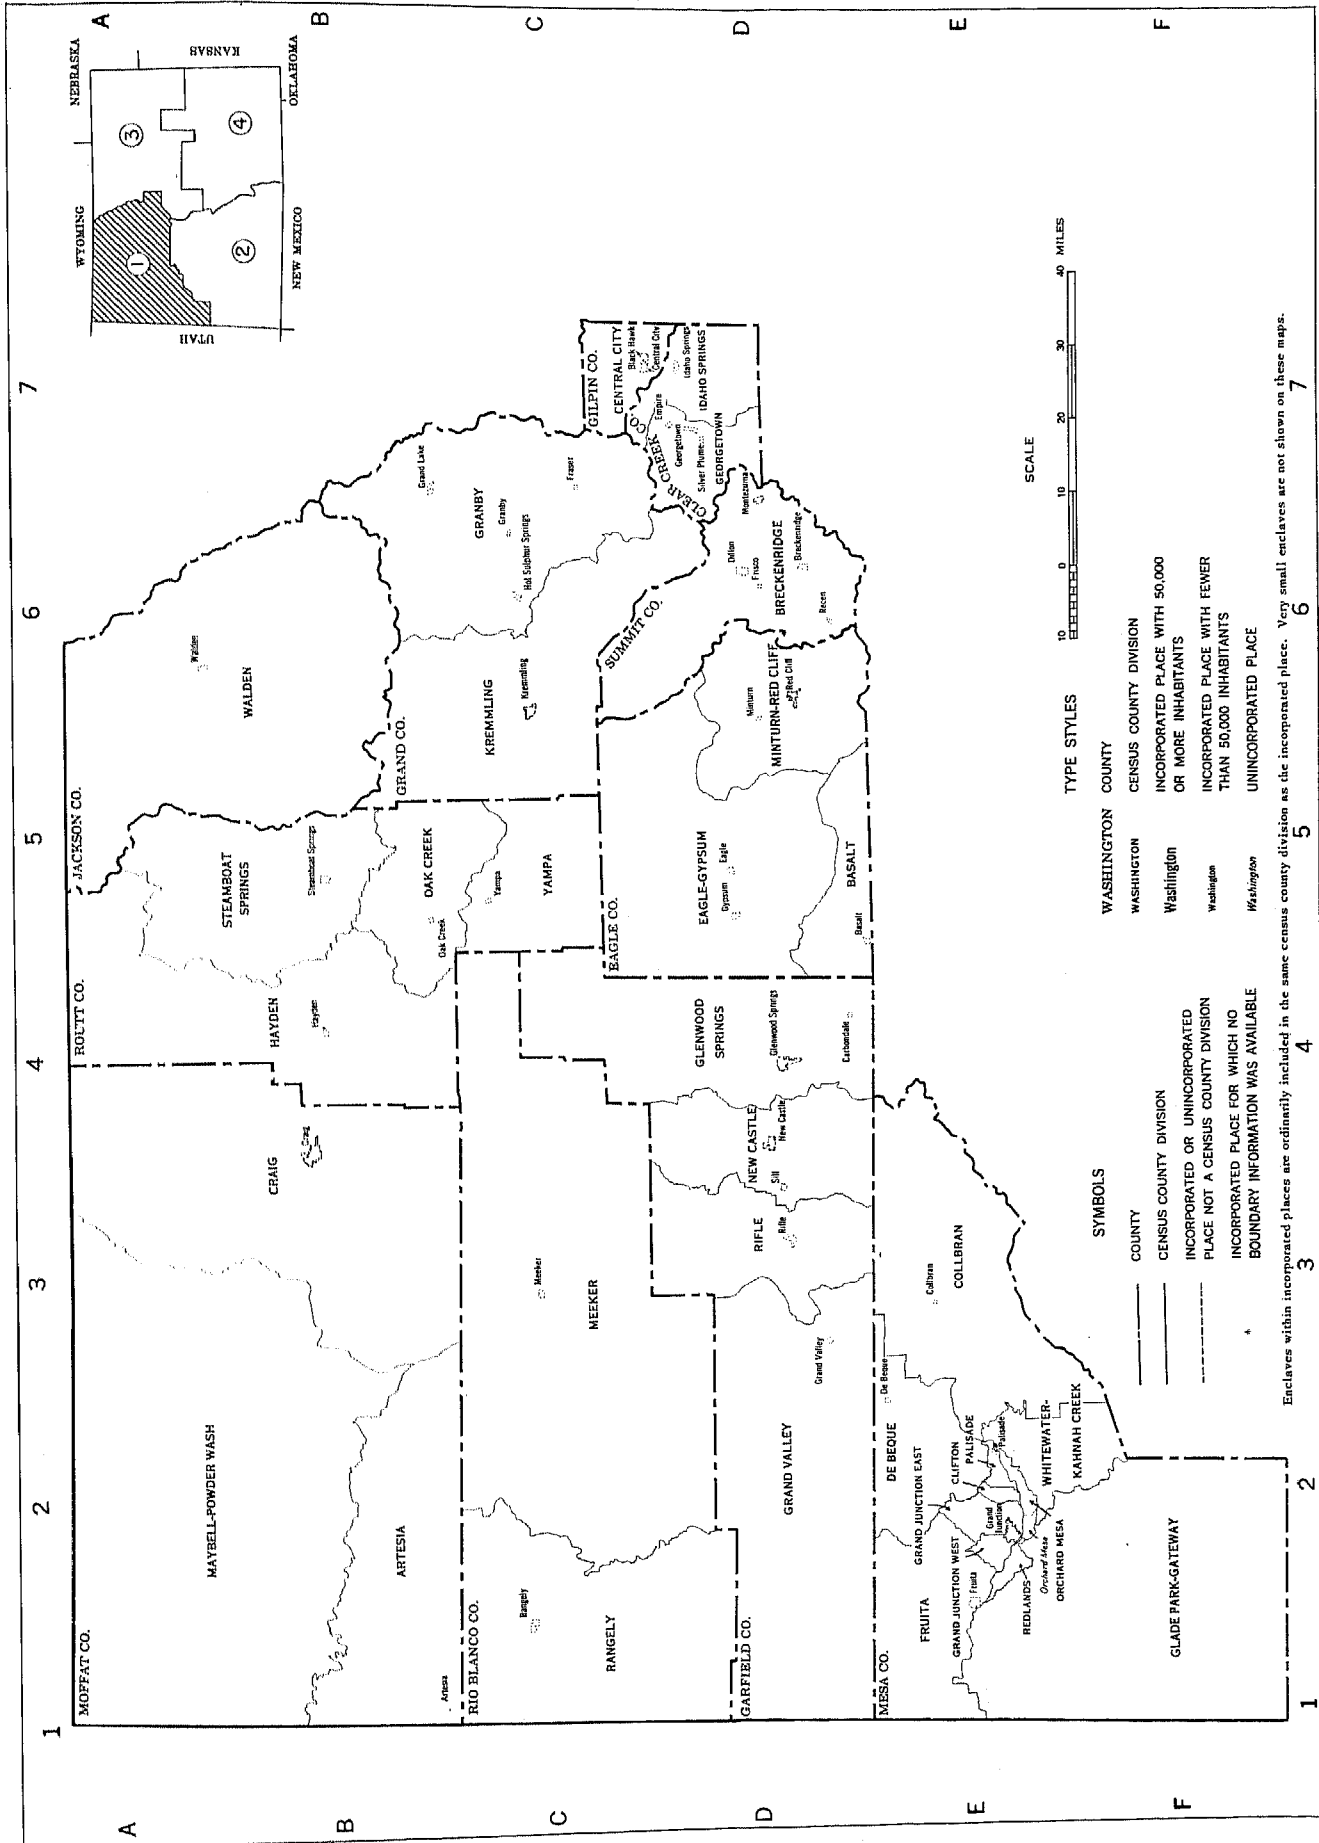 A
B
C
D
E
F
1
2
3
4
5
6
7
NEBRASKA
WYOMING
KANSAS
UTAH
OKLAHOMA
NEW MEXICO
1
2
3
4
MOFFAT CO.
MAYBELL-POWDER WASH
CRAIG
Craig
ARTESIA
Artesia
ROUTT CO.
HAYDEN
Hayden
STEAMBOAT
SPRINGS
Steamboat Springs
OAK CREEK
Oak Creek
YAMPA
Yampa
JACKSON CO.
WALDEN
Walden
GRAND CO.
KREMMLING
Kremmling
GRANBY
Granby
Grand Lake
Hot Sulphur Springs
Fraser
GILPIN CO.
CENTRAL CITY
Black Hawk
Central City
CLEAR CREEK CO.
IDAHO SPRINGS
Idaho Springs
Empire
Georgetown
Silver Plume
GEORGETOWN
SUMMIT CO.
BRECKENRIDGE
Montezuma
Dillon
Frisco
Breckenridge
Recen
EAGLE CO.
MINTURN-RED CLIFF
Minturn
Red Cliff
EAGLE-GYPSUM
Gypsum
Eagle
BASALT
Basalt
RIO BLANCO CO.
RANGELY
Rangely
MEEKER
Meeker
GARFIELD CO.
GRAND VALLEY
Grand Valley
RIFLE
Rifle
NEW CASTLE
New Castle
Sill
GLENWOOD
SPRINGS
Glenwood Springs
Carbondale
MESA CO.
FRUITA
Fruita
DE BEQUE
De Beque
COLLBRAN
Collbran
GRAND JUNCTION EAST
GRAND JUNCTION WEST
Grand
Junction
CLIFTON
PALISADE
Palisade
REDLANDS
Orchard Mesa
ORCHARD MESA
WHITEWATER-
KAHNAH CREEK
GLADE PARK-GATEWAY
SCALE
10
0
10
20
30
40 MILES
SYMBOLS
COUNTY
CENSUS COUNTY DIVISION
INCORPORATED OR UNINCORPORATED
PLACE NOT A CENSUS COUNTY DIVISION
*
INCORPORATED PLACE FOR WHICH NO
BOUNDARY INFORMATION WAS AVAILABLE
TYPE STYLES
WASHINGTON COUNTY
WASHINGTON CENSUS COUNTY DIVISION
Washington INCORPORATED PLACE WITH 50,000
OR MORE INHABITANTS
Washington INCORPORATED PLACE WITH FEWER
THAN 50,000 INHABITANTS
Washington UNINCORPORATED PLACE
Enclaves within incorporated places are ordinarily included in the same census county division as the incorporated place. Very small enclaves are not shown on these maps.
1
2
3
4
5
6
7
A
B
C
D
E
F